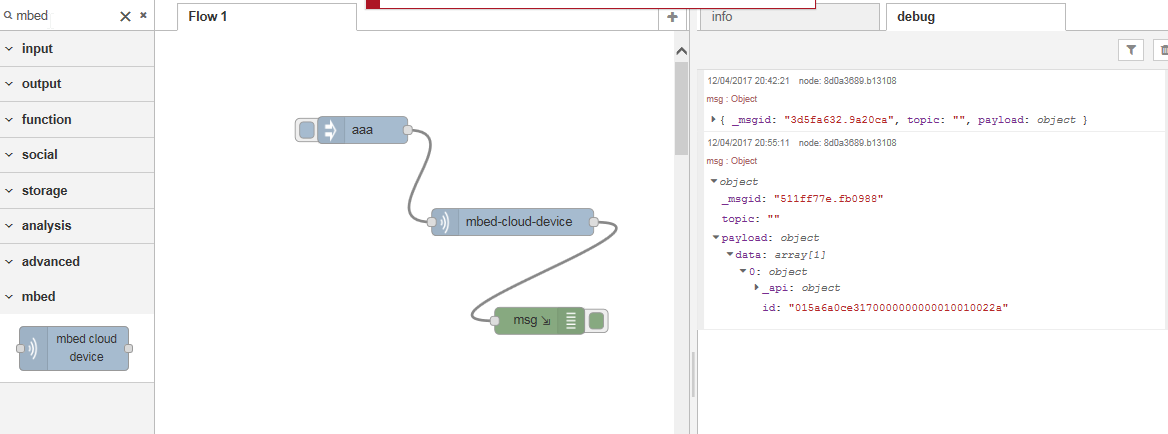 mbed
input
output
function
social
storage
analysis
advanced
mbed
mbed cloud
device
Flow 1
aaa
mbed-cloud-device
msg
info
debug
12/04/2017 20:42:21 node: 8d0a3689.b13108
msg : Object
{ _msgid: "3d5fa632.9a20ca", topic: "", payload: object }
12/04/2017 20:55:11 node: 8d0a3689.b13108
msg : Object
object
_msgid: "511ff77e.fb0988"
topic: ""
payload: object
data: array[1]
0: object
_api: object
id: "015a6a0ce3170000000000010010022a"